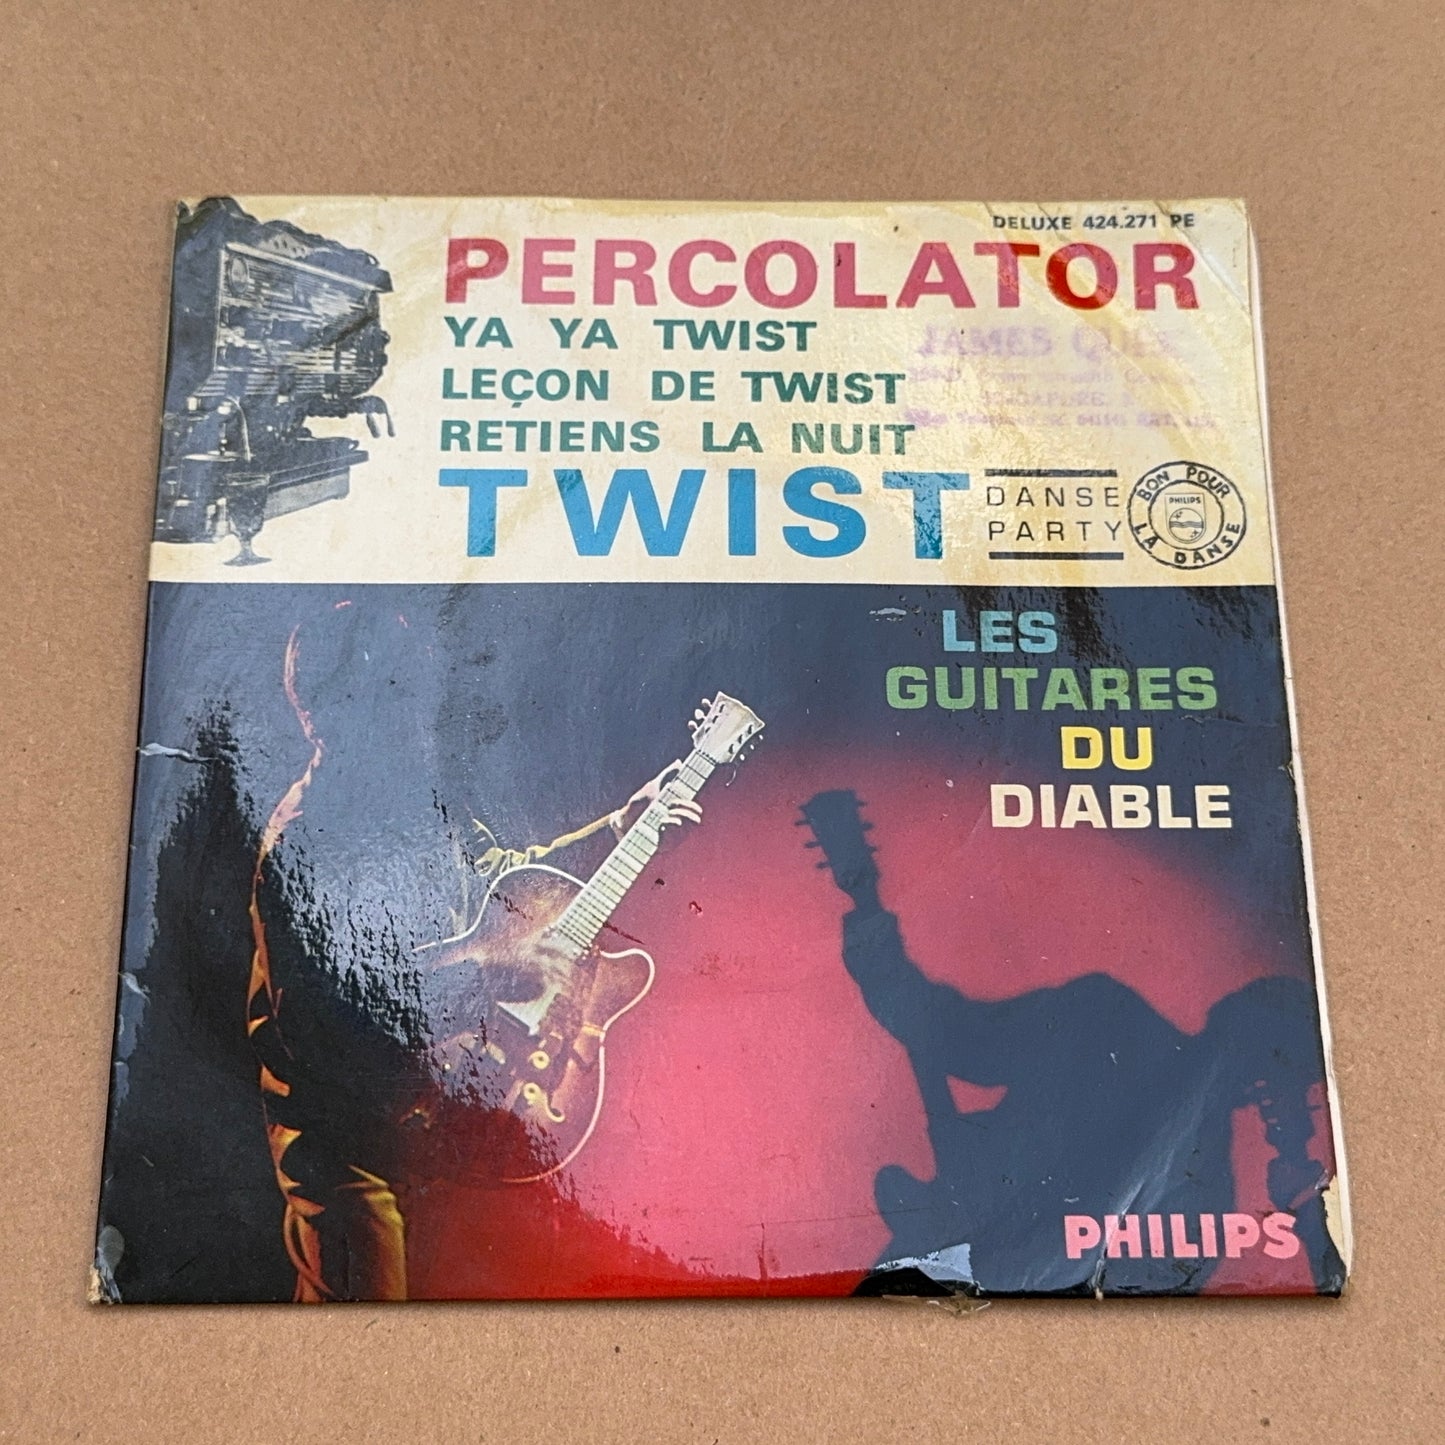 DELUXE 424.271 PE
PERCOLATOR
YA YA TWIST
LEÇON DE TWIST
RETIENS LA NUIT
TWIST
DANSE
PARTY
BON POUR
PHILIPS
LA DANSE
JAMES
LES
GUITARES
DU
DIABLE
PHILIPS